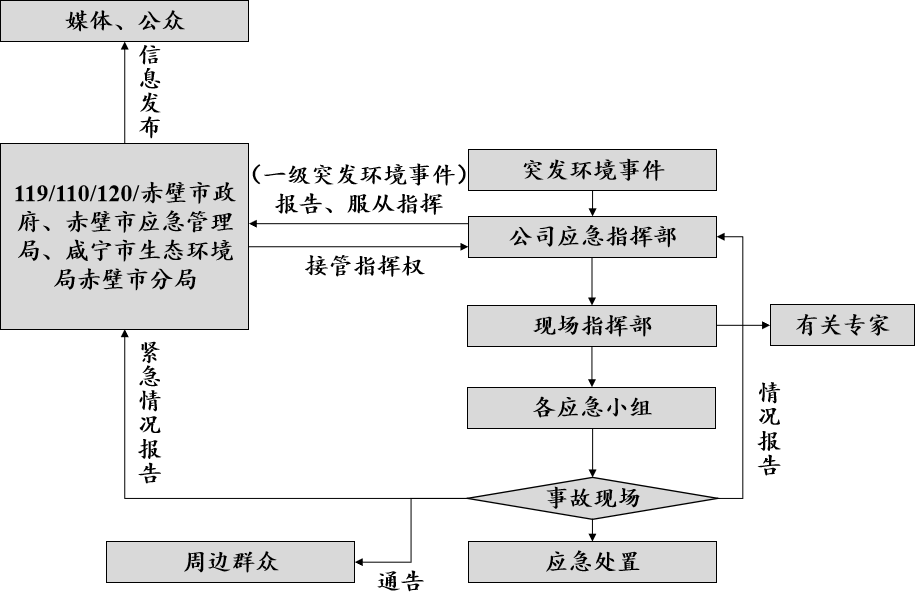 媒体、公众
信息发布
119/110/120/赤壁市政
府、赤壁市应急管理
局、咸宁市生态环境
局赤壁市分局
（一级突发环境事件）
报告、服从指挥
接管指挥权
突发环境事件
公司应急指挥部
现场指挥部
有关专家
各应急小组
情况报告
紧急情况报告
事故现场
周边群众
通告
应急处置